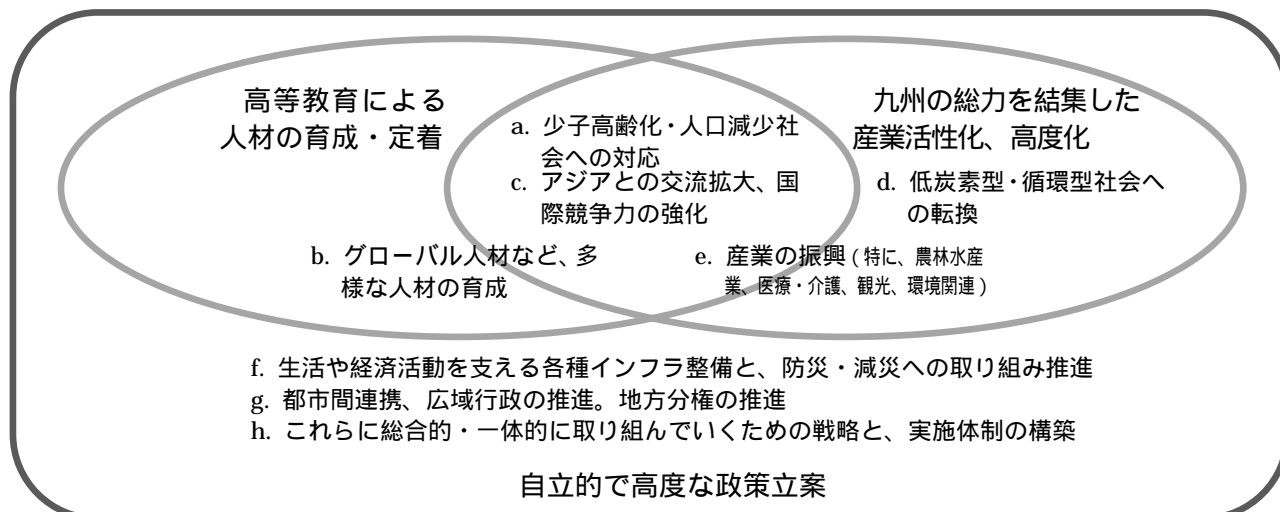 高等教育による
人材の育成・定着
九州の総力を結集した
産業活性化、高度化
a. 少子高齢化・人口減少社
会への対応
c. アジアとの交流拡大、国
際競争力の強化
d. 低炭素型・循環型社会へ
の転換
b. グローバル人材など、多
様な人材の育成
e. 産業の振興(特に、農林水産
業、医療・介護、観光、環境関連)
f. 生活や経済活動を支える各種インフラ整備と、防災・減災への取り組み推進
g. 都市間連携、広域行政の推進。地方分権の推進
h. これらに総合的・一体的に取り組んでいくための戦略と、実施体制の構築
自立的で高度な政策立案